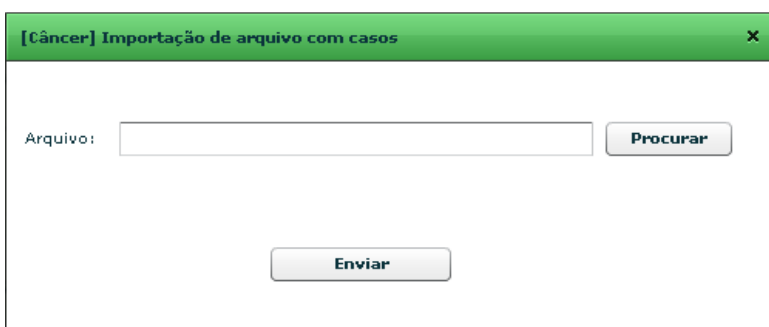 [Câncer] Importação de arquivo com casos
Arquivo:
Procurar
Enviar